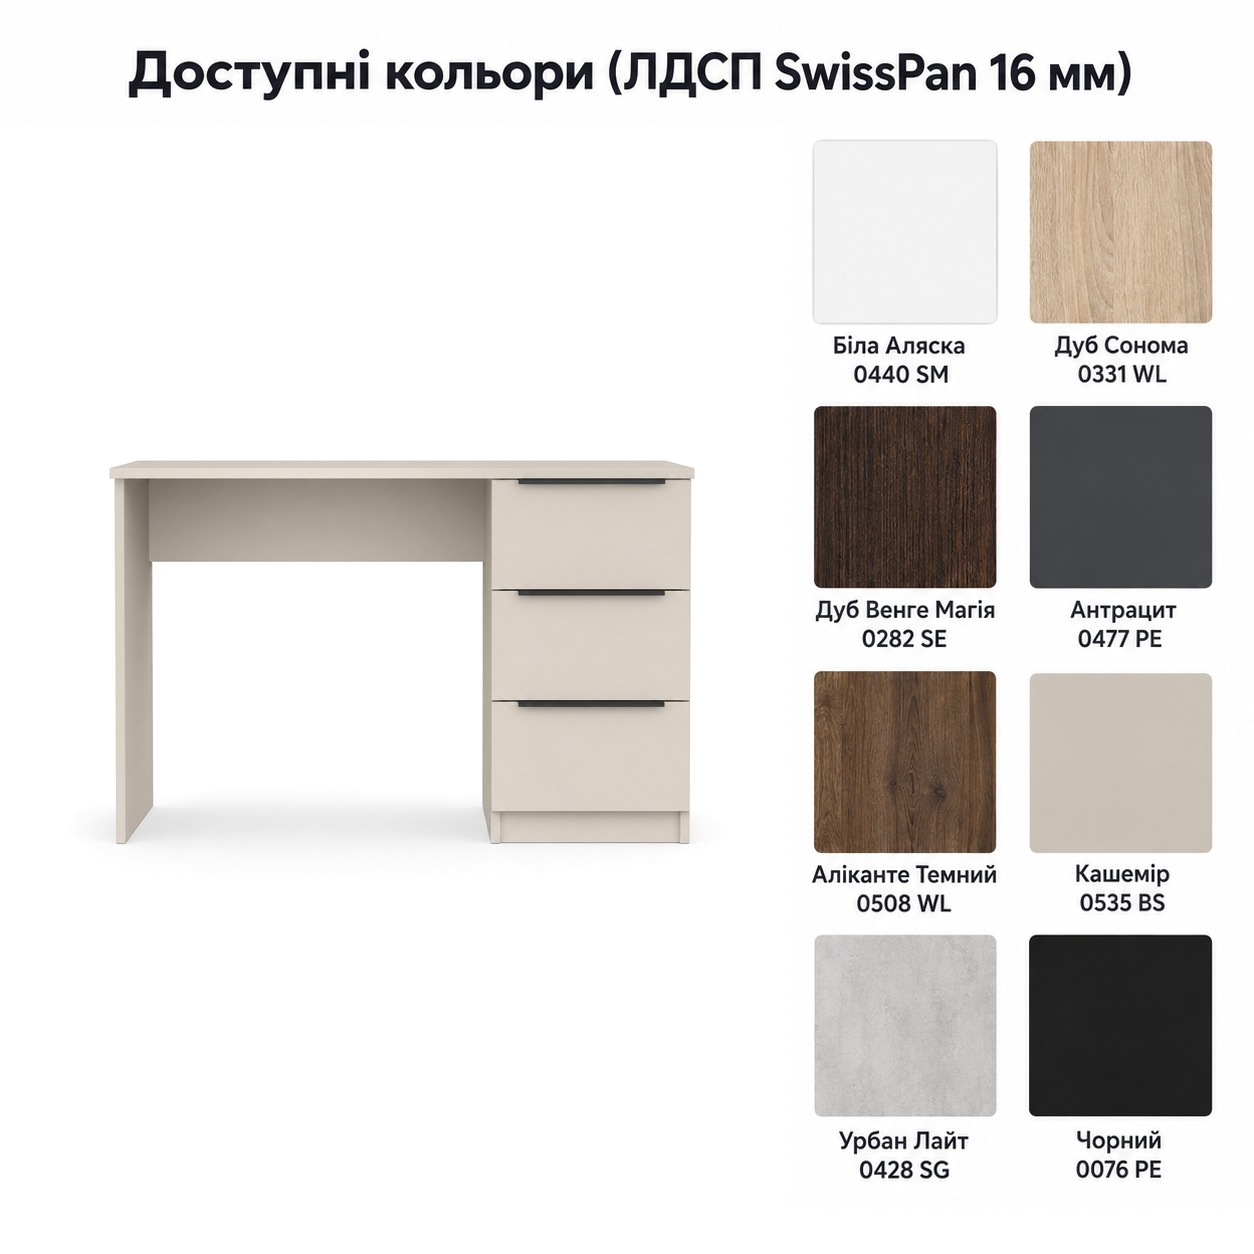 Доступні кольори (ЛДСП SwissPan 16 мм)
Біла Аляска
0440 SM
Дуб Сонома
0331 WL
Дуб Венге Магія
0282 SE
Антрацит
0477 PE
Аліканте Темний
0508 WL
Кашемір
0535 BS
Урбан Лайт
0428 SG
Чорний
0076 PE